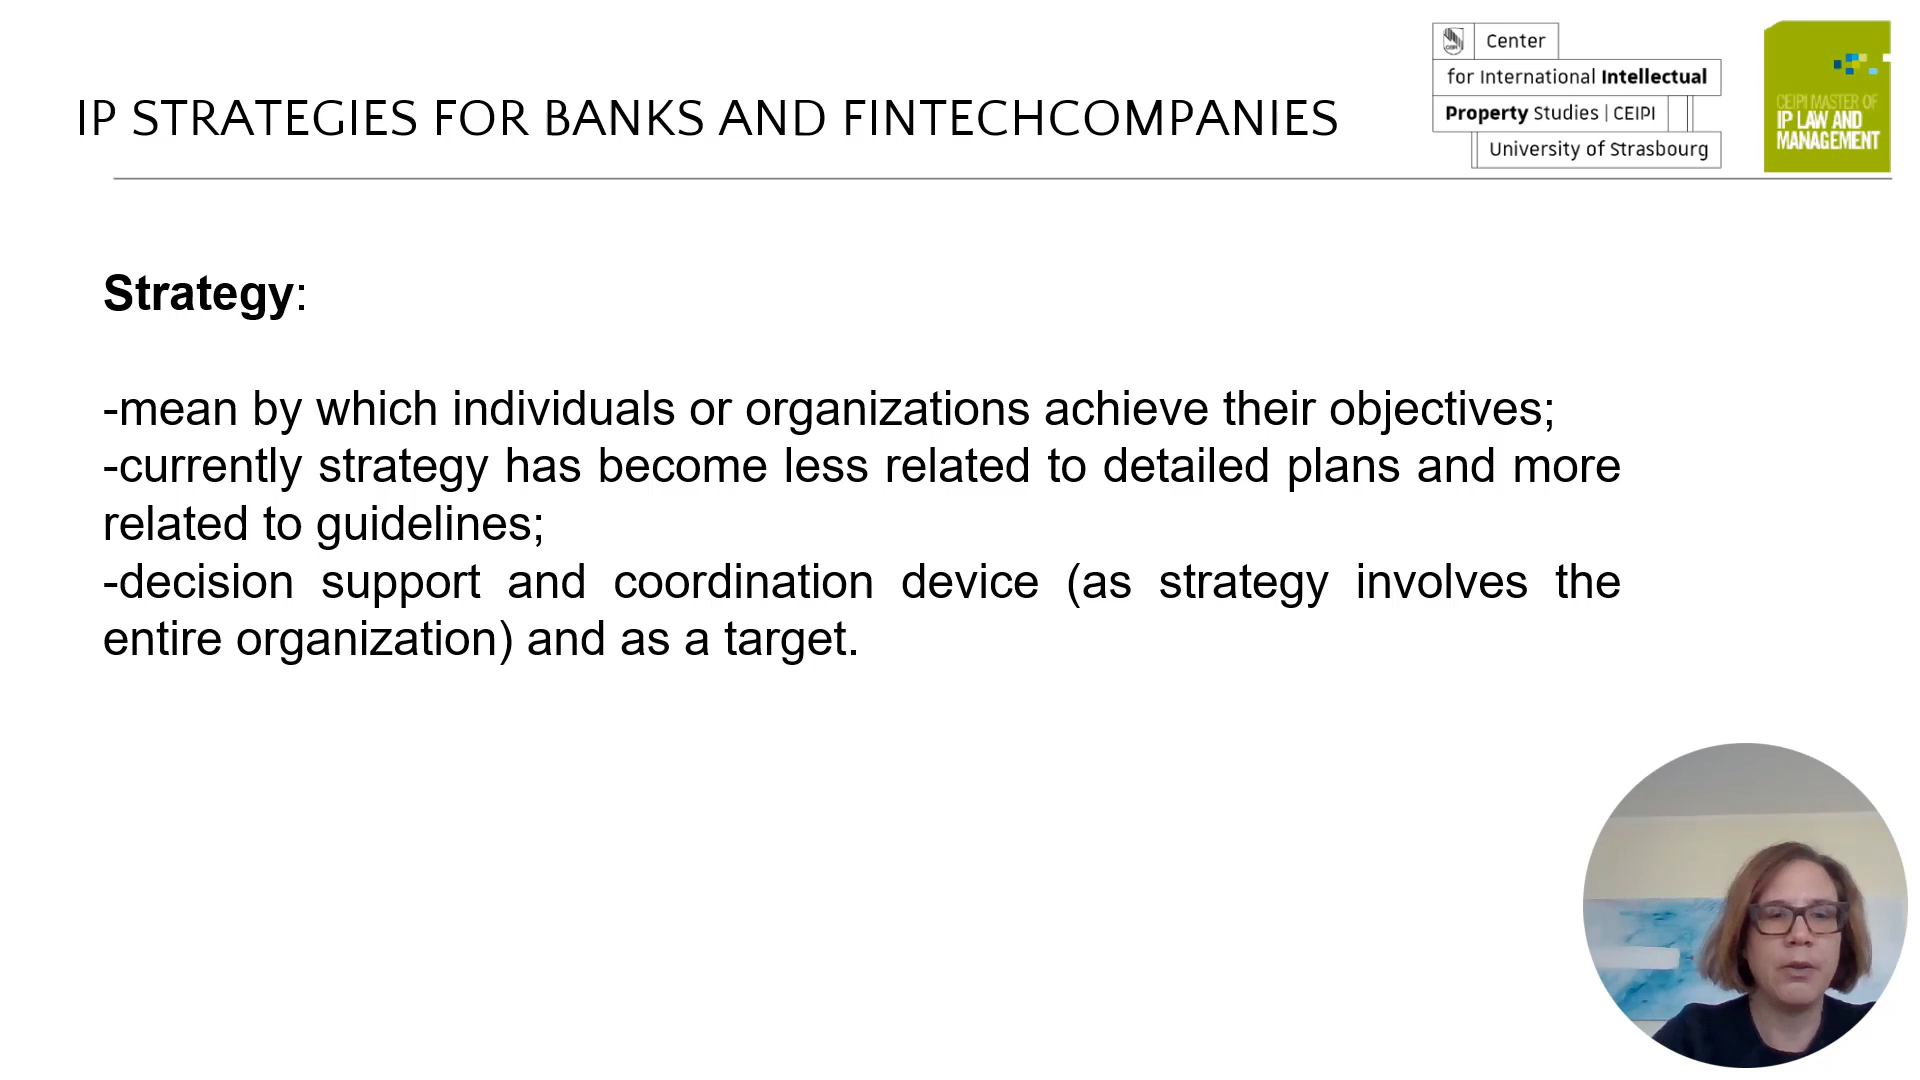 IP STRATEGIES FOR BANKS AND FINTECHCOMPANIES
Center
for International Intellectual
Property Studies | CEIPI
University of Strasbourg
CEIPI MASTER OF
IP LAW AND
MANAGEMENT
Strategy:
-mean by which individuals or organizations achieve their objectives;
-currently strategy has become less related to detailed plans and more
related to guidelines;
-decision support and coordination device (as strategy involves the
entire organization) and as a target.